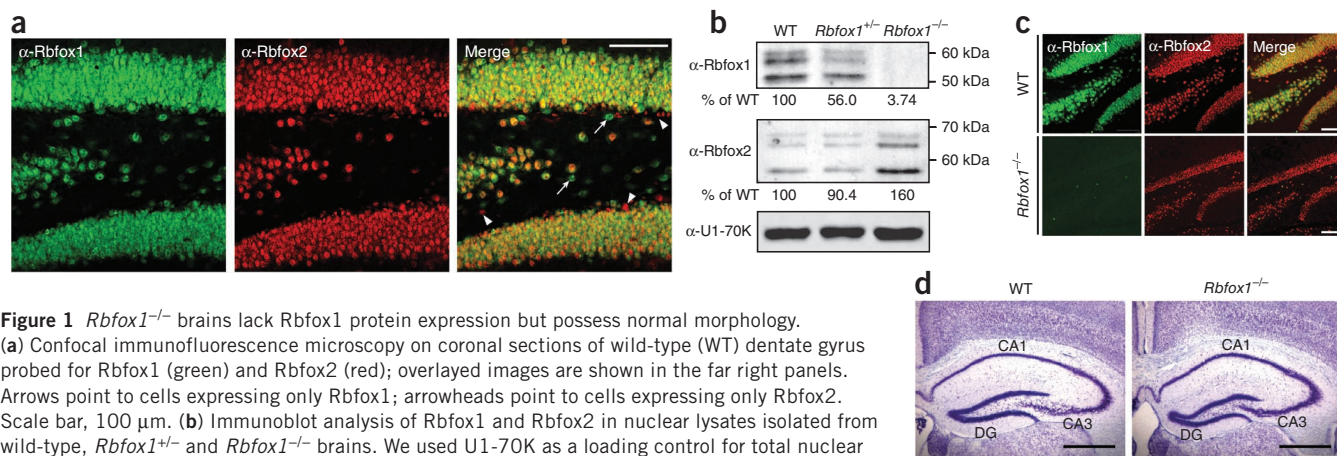 a
α-Rbfox1
α-Rbfox2
Merge
b
WT Rbfox1+/– Rbfox1–/–
α-Rbfox1
60 kDa
50 kDa
% of WT 100 56.0 3.74
α-Rbfox2
70 kDa
60 kDa
% of WT 100 90.4 160
α-U1-70K
c
α-Rbfox1 α-Rbfox2 Merge
WT
Rbfox1–/–
d
WT Rbfox1–/–
CA1 CA1
DG CA3 DG CA3
Figure 1 Rbfox1–/– brains lack Rbfox1 protein expression but possess normal morphology.
(a) Confocal immunofluorescence microscopy on coronal sections of wild-type (WT) dentate gyrus
probed for Rbfox1 (green) and Rbfox2 (red); overlayed images are shown in the far right panels.
Arrows point to cells expressing only Rbfox1; arrowheads point to cells expressing only Rbfox2.
Scale bar, 100 μm. (b) Immunoblot analysis of Rbfox1 and Rbfox2 in nuclear lysates isolated from
wild-type, Rbfox1+/– and Rbfox1–/– brains. We used U1-70K as a loading control for total nuclear